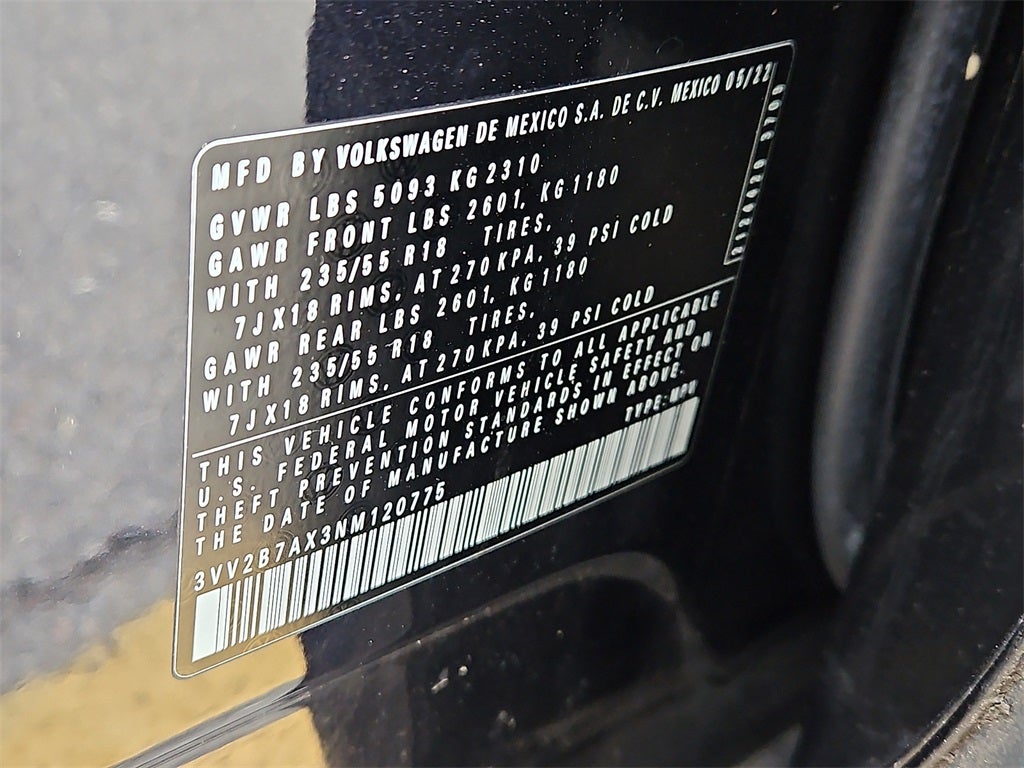 MFD BY VOLKSWAGEN DE MEXICO S.A. DE C.V. MEXICO 05/22
GVWR LBS 5093 KG 2310
GAWR FRONT LBS 2601, KG 1180
WITH 235/55 R18 TIRES,
7JX18 RIMS, AT 270 KPA, 39 PSI COLD
GAWR REAR LBS 2601, KG 1180
WITH 235/55 R18 TIRES,
7JX18 RIMS, AT 270 KPA, 39 PSI COLD
THIS VEHICLE CONFORMS TO ALL APPLICABLE
U.S. FEDERAL MOTOR VEHICLE SAFETY AND
THEFT PREVENTION STANDARDS IN EFFECT ON
THE DATE OF MANUFACTURE SHOWN ABOVE.
3VV2B7AX3NM120775
TYPE:MPV